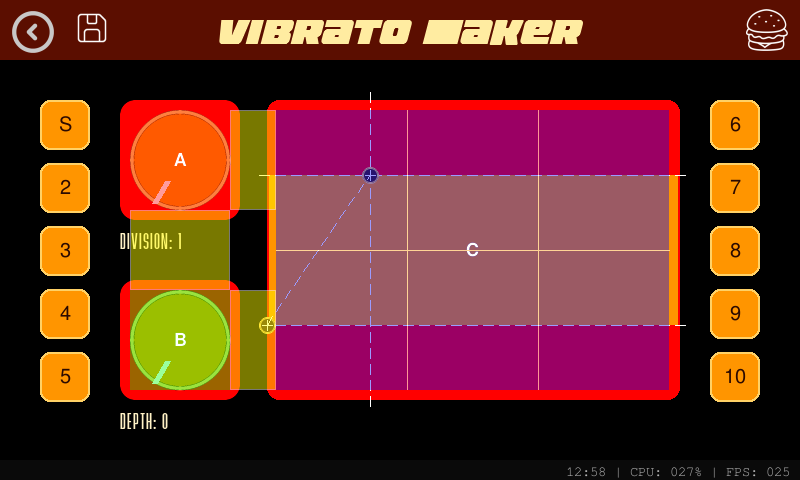 VIBRATO MAKER
S
2
3
4
5
A
DIVISION: 1
B
DEPTH: 0
C
6
7
8
9
10
12:58 | CPU: 027% | FPS: 025